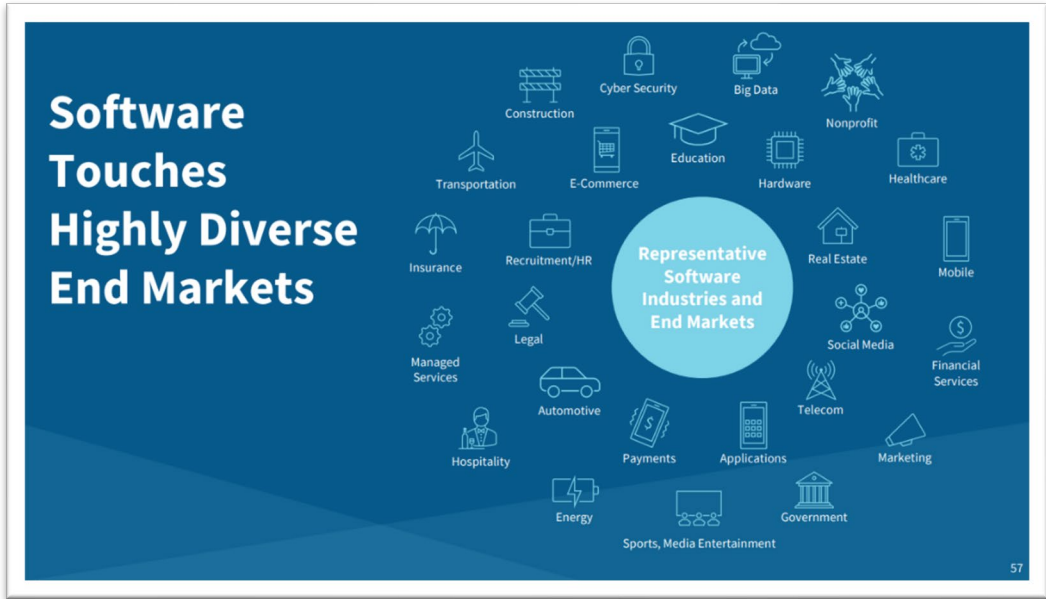 Software
Touches
Highly Diverse
End Markets
Cyber Security
Big Data
Construction
Nonprofit
Education
Transportation
E-Commerce
Hardware
Healthcare
Insurance
Recruitment/HR
Representative
Software
Industries and
End Markets
Real Estate
Mobile
Legal
Social Media
Managed
Services
Financial
Services
Automotive
Telecom
Hospitality
Payments
Applications
Marketing
Energy
Government
Sports, Media Entertainment
57